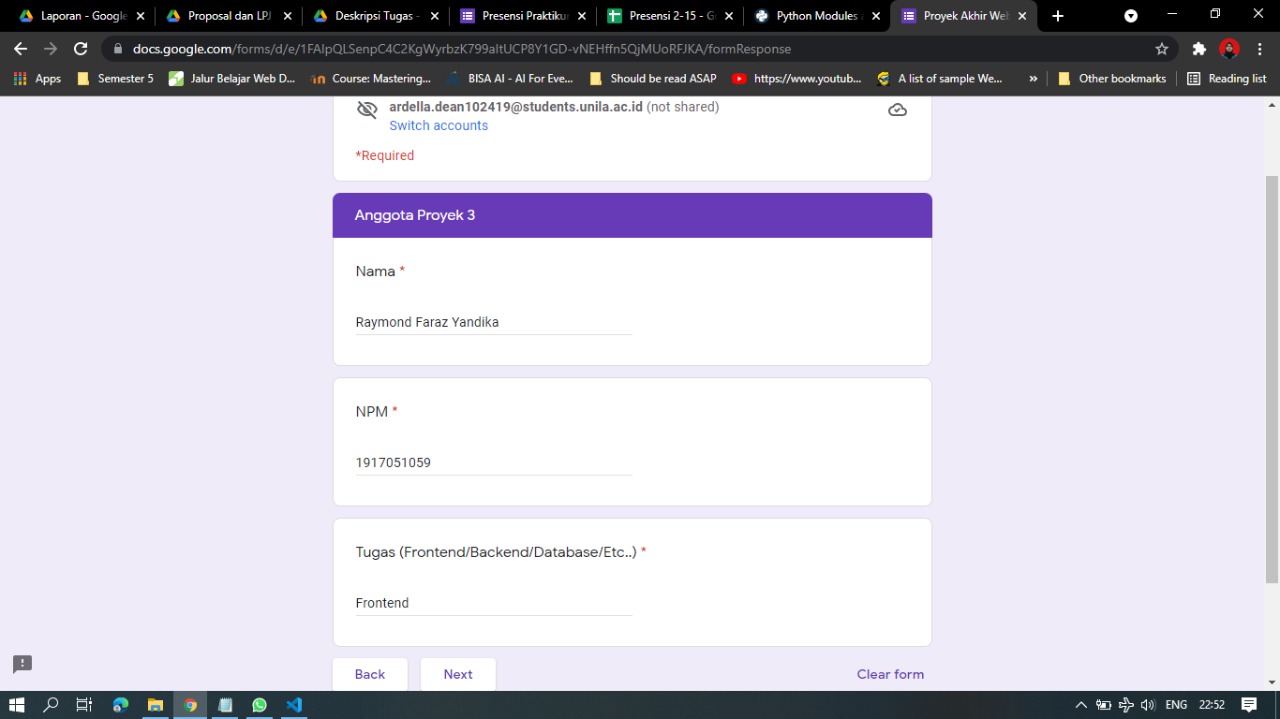 Laporan - Google
Proposal dan LPJ
Deskripsi Tugas -
Presensi Praktiku
Presensi 2-15 - Go
Python Modules a
Proyek Akhir Web
docs.google.com/forms/d/e/1FAIpQLSenpC4C2KgWyrbzK799altUCP8Y1GD-vNEHffn5QjMUoRFJKA/formResponse
Apps
Semester 5
Jalur Belajar Web D...
Course: Mastering...
BISA AI - AI For Eve...
Should be read ASAP
https://www.youtub...
A list of sample We...
»
Other bookmarks
Reading list
ardella.dean102419@students.unila.ac.id (not shared)
Switch accounts
*Required
Anggota Proyek 3
Nama *
Raymond Faraz Yandika
NPM *
1917051059
Tugas (Frontend/Backend/Database/Etc..) *
Frontend
Back
Next
Clear form
ENG
22:52